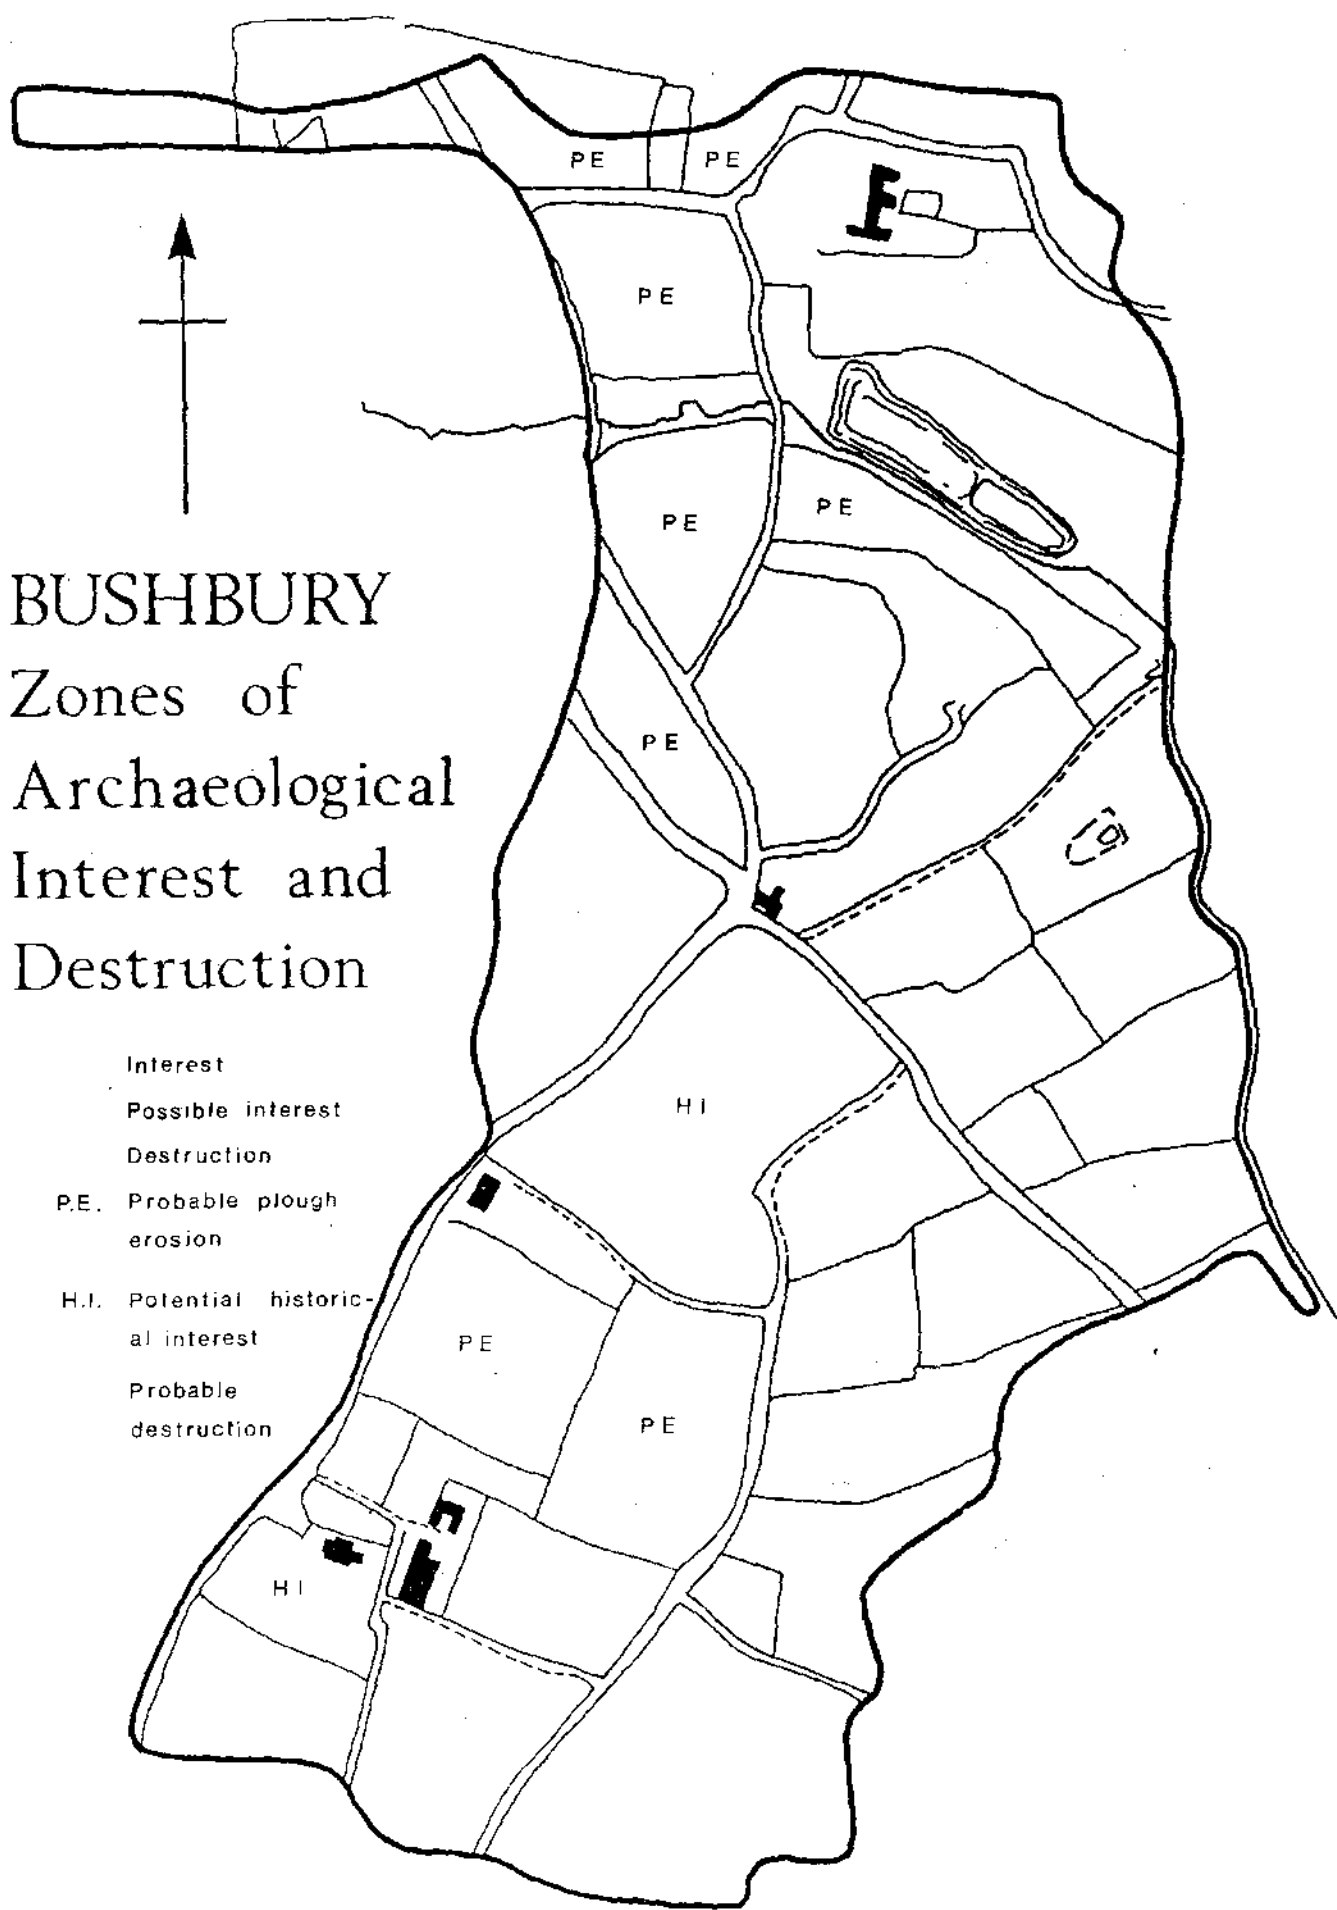 PE
PE
PE
PE
PE
PE
BUSHBURY
Zones of
Archaeological
Interest and
Destruction
Interest
Possible interest
Destruction
P.E. Probable plough
erosion
H.I. Potential historic-
al interest
Probable
destruction
HI
PE
PE
HI